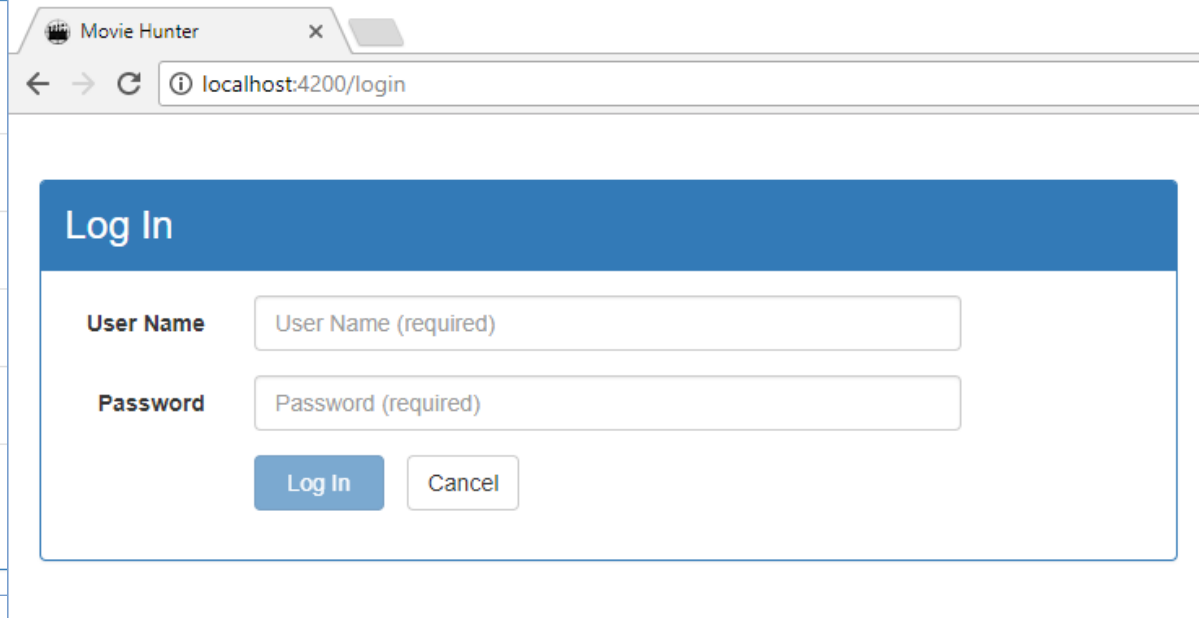 Movie Hunter
localhost:4200/login
Log In
User Name User Name (required)
Password Password (required)
Log In Cancel